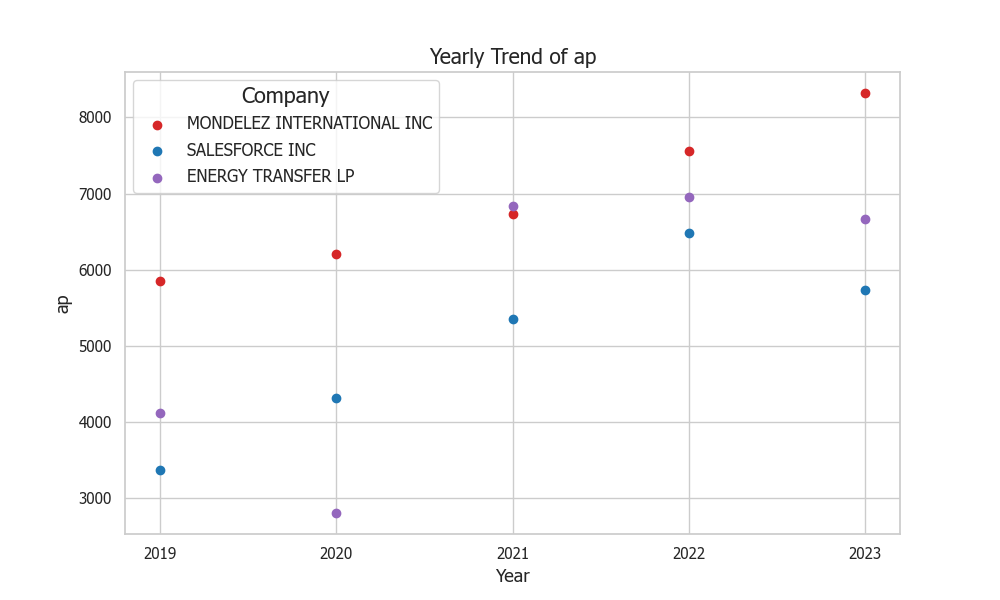 Yearly Trend of ap
Company
MONDELEZ INTERNATIONAL INC
SALESFORCE INC
ENERGY TRANSFER LP
8000
7000
6000
5000
4000
3000
ap
2019 2020 2021 2022 2023
Year